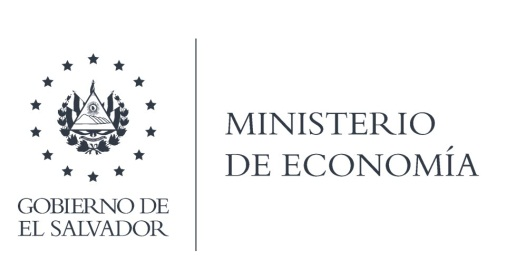 GOBIERNO DE
EL SALVADOR
MINISTERIO
DE ECONOMÍA